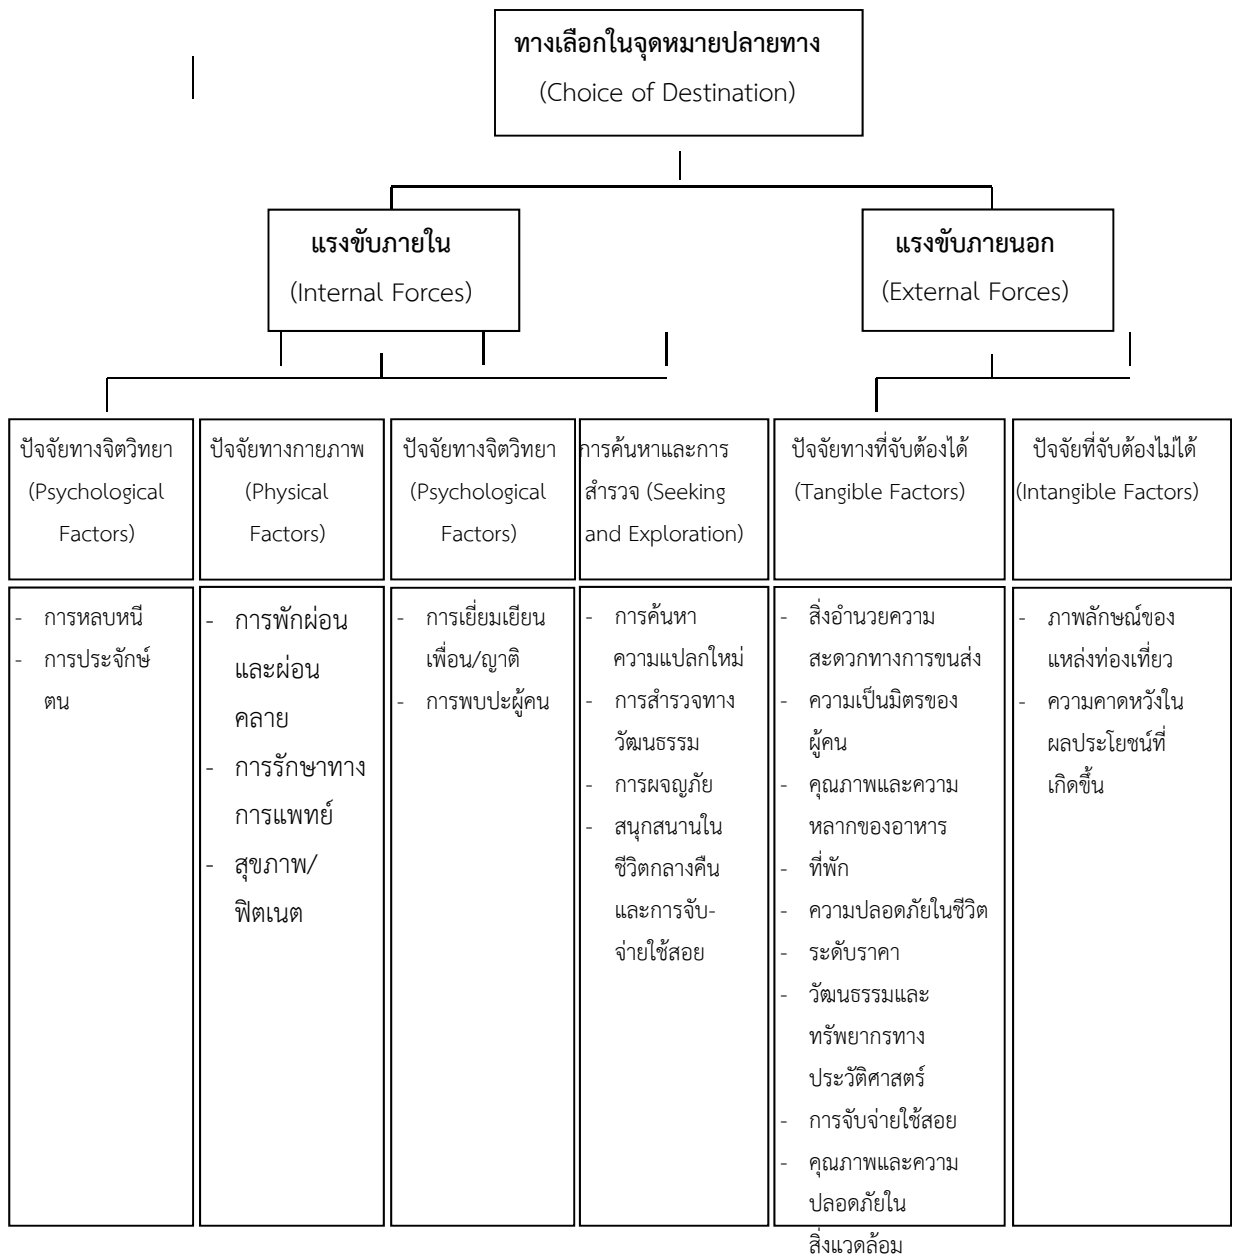 ทางเลือกในจุดหมายปลายทาง
(Choice of Destination)
แรงขับภายใน
(Internal Forces)
แรงขับภายนอก
(External Forces)
ปัจจัยทางจิตวิทยา
(Psychological
Factors)
ปัจจัยทางกายภาพ
(Physical
Factors)
ปัจจัยทางจิตวิทยา
(Psychological
Factors)
การค้นหาและการ
สำรวจ (Seeking
and Exploration)
ปัจจัยทางที่จับต้องได้
(Tangible Factors)
ปัจจัยที่จับต้องไม่ได้
(Intangible Factors)
- การหลบหนี
- การประจักษ์
ตน
- การพักผ่อน
และผ่อน
คลาย
- การรักษาทาง
การแพทย์
- สุขภาพ/
ฟิตเนต
- การเยี่ยมเยียน
เพื่อน/ญาติ
- การพบปะผู้คน
- การค้นหา
ความแปลกใหม่
- การสำรวจทาง
วัฒนธรรม
- การผจญภัย
- สนุกสนานใน
ชีวิตกลางคืน
และการจับ-
จ่ายใช้สอย
- สิ่งอำนวยความ
สะดวกทางการขนส่ง
- ความเป็นมิตรของ
ผู้คน
- คุณภาพและความ
หลากของอาหาร
- ที่พัก
- ความปลอดภัยในชีวิต
- ระดับราคา
- วัฒนธรรมและ
ทรัพยากรทาง
ประวัติศาสตร์
- การจับจ่ายใช้สอย
- คุณภาพและความ
ปลอดภัยใน
สิ่งแวดล้อม
- ภาพลักษณ์ของ
แหล่งท่องเที่ยว
- ความคาดหวังใน
ผลประโยชน์ที่
เกิดขึ้น